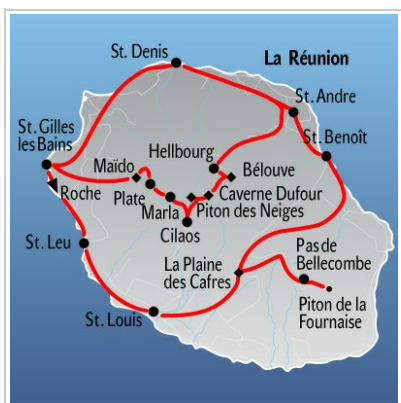 St. Denis
La Réunion
St. Andre
St. Gilles
les Bains
St. Benoît
Hellbourg
Maïdo
Bélouve
Roche
Plate
Caverne Dufour
Marla
Piton des Neiges
Cilaos
St. Leu
Pas de
Bellecombe
La Plaine
des Cafres
Piton de la
Fournaise
St. Louis